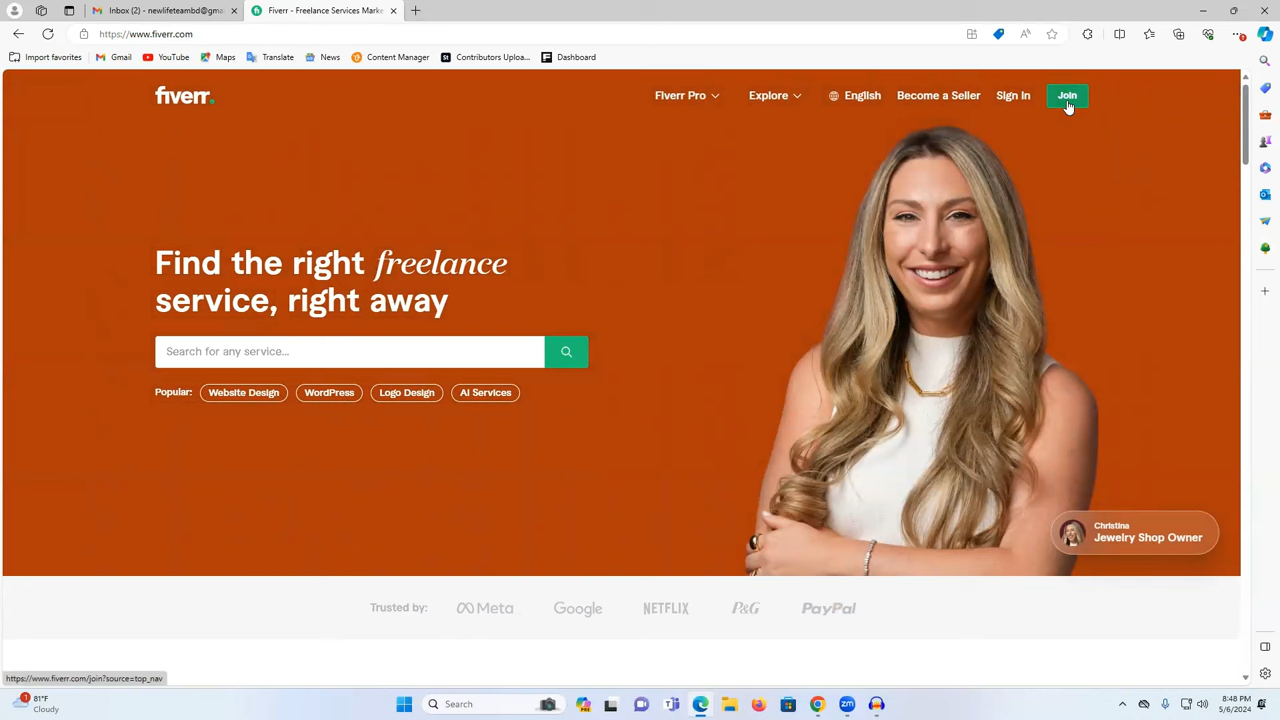 Inbox (2) - newlifeteambd@gma
Fiverr - Freelance Services Marke
https://www.fiverr.com
Import favorites
Gmail
YouTube
Maps
Translate
News
Content Manager
St Contributors Uploa...
Dashboard
fiverr.
Fiverr Pro
Explore
English
Become a Seller
Sign In
Join
Find the right freelance
service, right away
Search for any service...
Popular:
Website Design
WordPress
Logo Design
AI Services
Christina
Jewelry Shop Owner
Trusted by:
Meta
Google
NETFLIX
P&G
PayPal
https://www.fiverr.com/join?source=top_nav
1
81°F
Cloudy
Search
zm
8:48 PM
5/6/2024